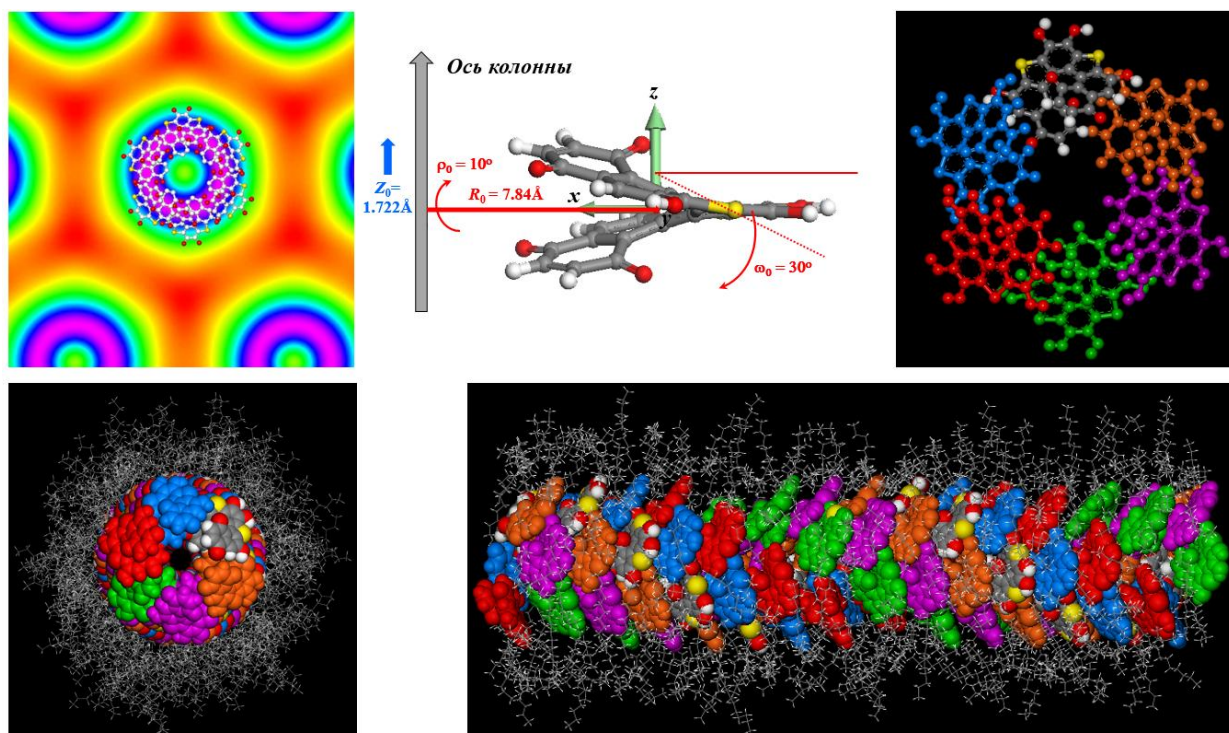 Ось колонны
z
ρ₀ = 10°
Z₀=
1.722Å
R₀ = 7.84Å
x
y
ω₀ = 30°